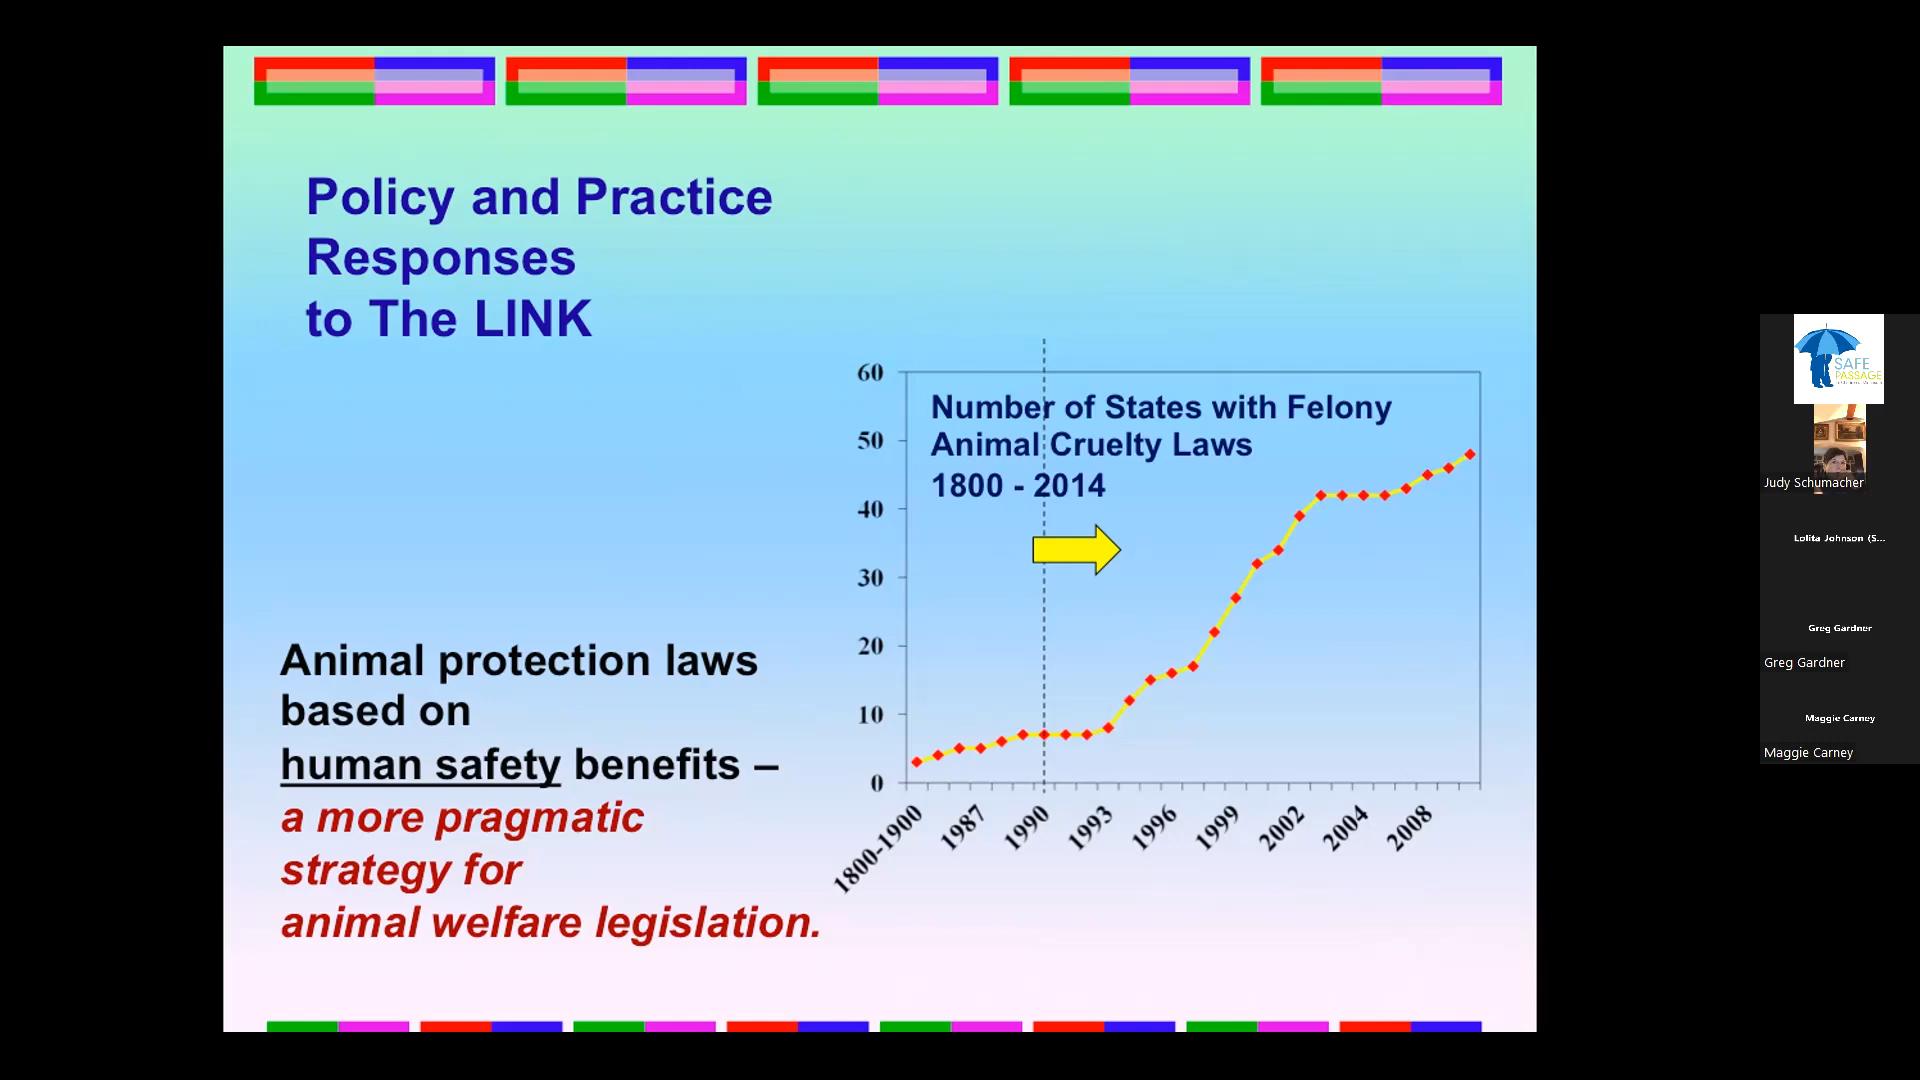 Policy and Practice
Responses
to The LINK
60
50
40
30
20
10
0
Number of States with Felony
Animal Cruelty Laws
1800 - 2014
1800-1900
1987
1990
1993
1996
1999
2002
2004
2008
Animal protection laws
based on
human safety benefits –
a more pragmatic
strategy for
animal welfare legislation.
SAFE
PASSAGE
Judy Schumacher
Lolita Johnson (S...
Greg Gardner
Greg Gardner
Maggie Carney
Maggie Carney